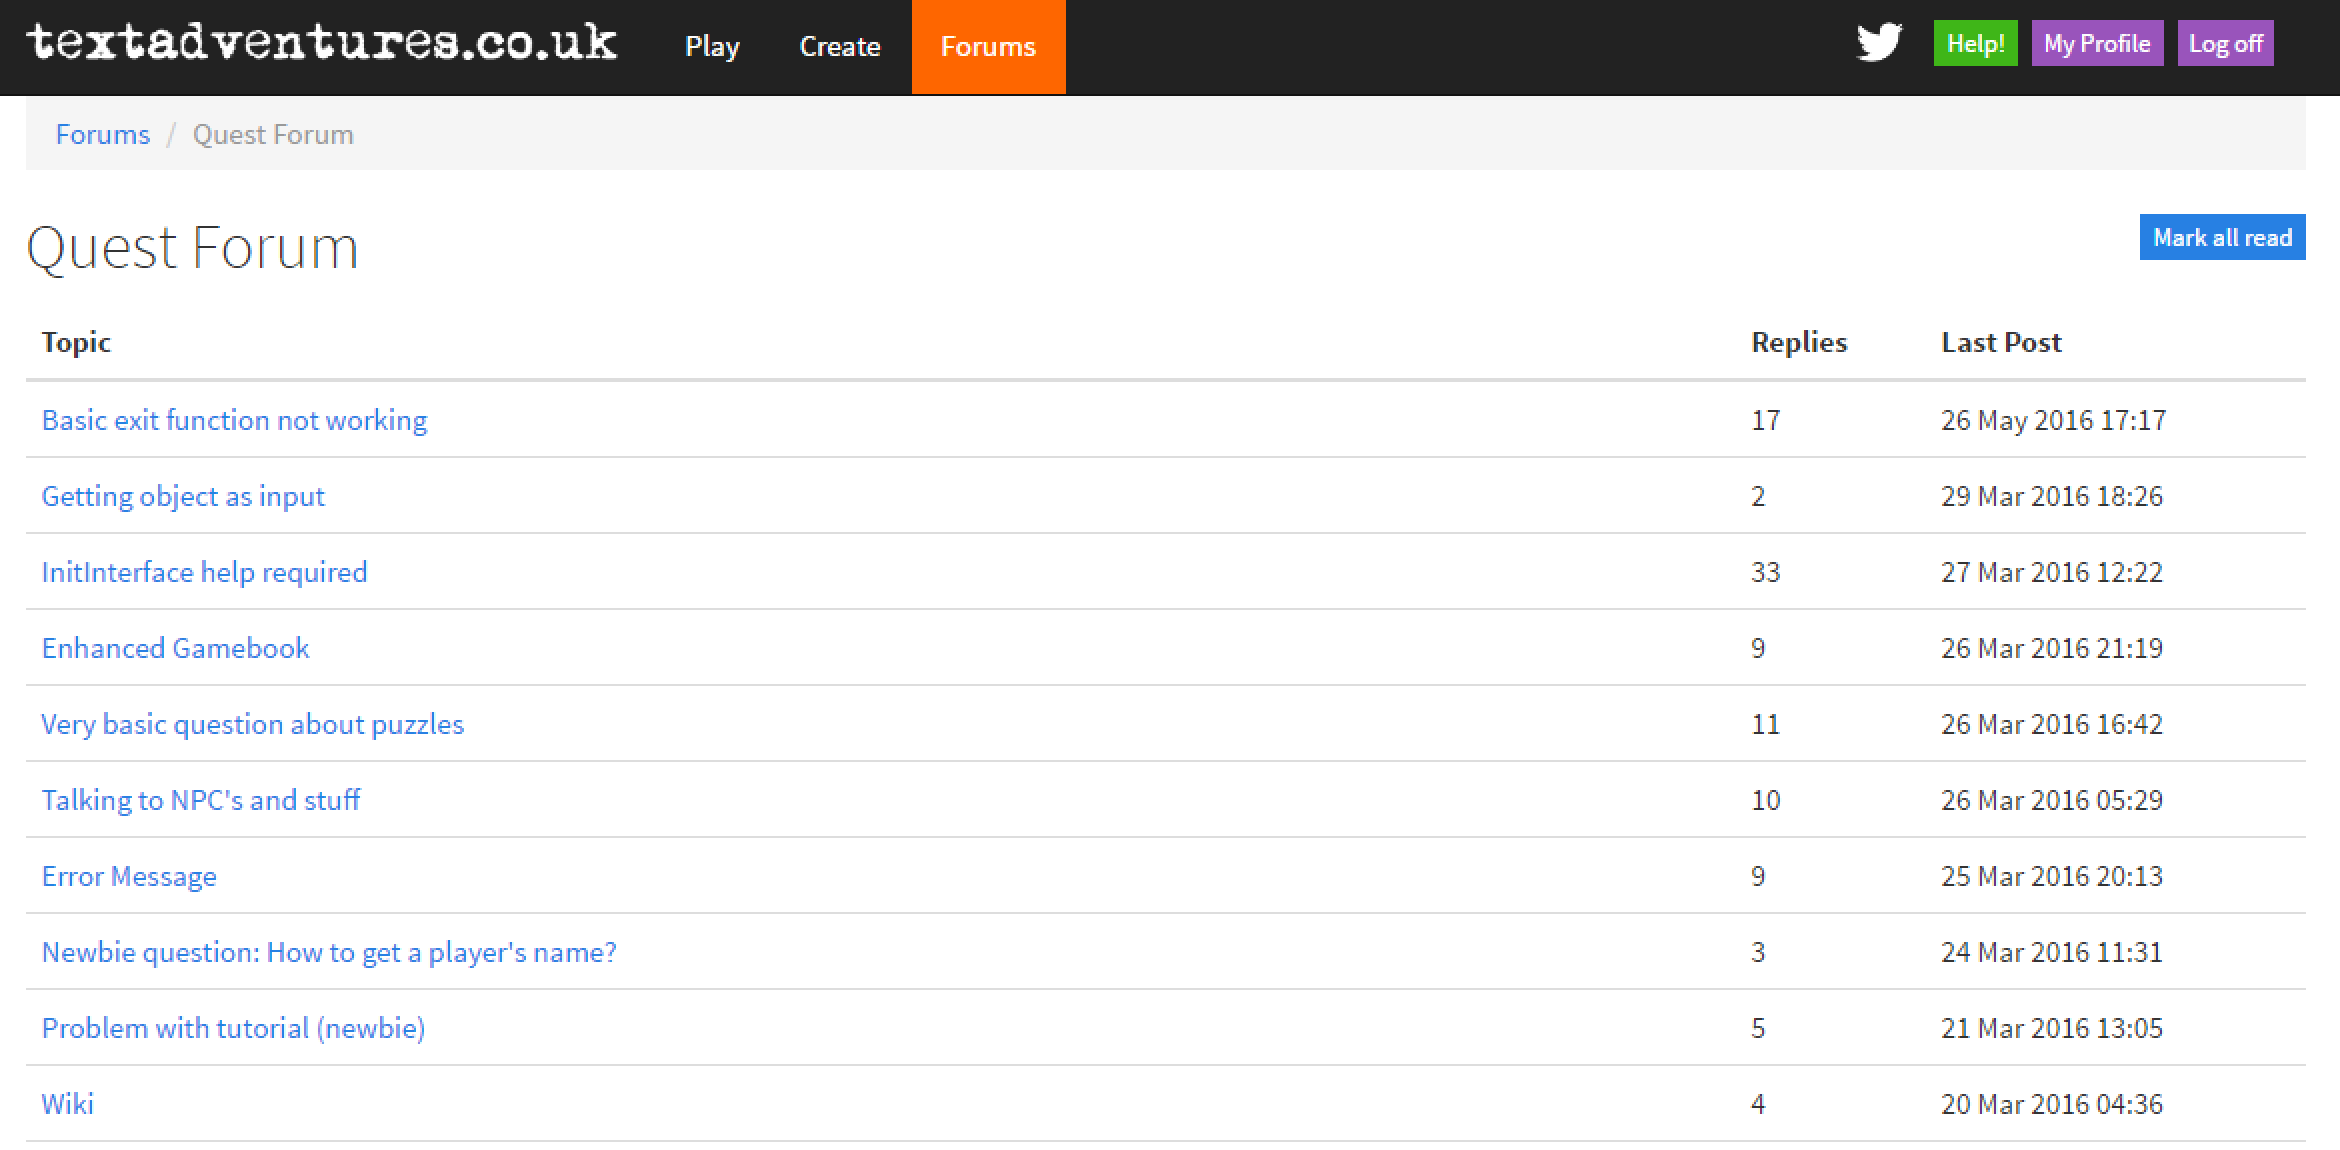 textadventures.co.uk Play Create Forums Help! My Profile Log off
Forums / Quest Forum
Quest Forum Mark all read
Topic Replies Last Post
Basic exit function not working 17 26 May 2016 17:17
Getting object as input 2 29 Mar 2016 18:26
InitInterface help required 33 27 Mar 2016 12:22
Enhanced Gamebook 9 26 Mar 2016 21:19
Very basic question about puzzles 11 26 Mar 2016 16:42
Talking to NPC's and stuff 10 26 Mar 2016 05:29
Error Message 9 25 Mar 2016 20:13
Newbie question: How to get a player's name? 3 24 Mar 2016 11:31
Problem with tutorial (newbie) 5 21 Mar 2016 13:05
Wiki 4 20 Mar 2016 04:36